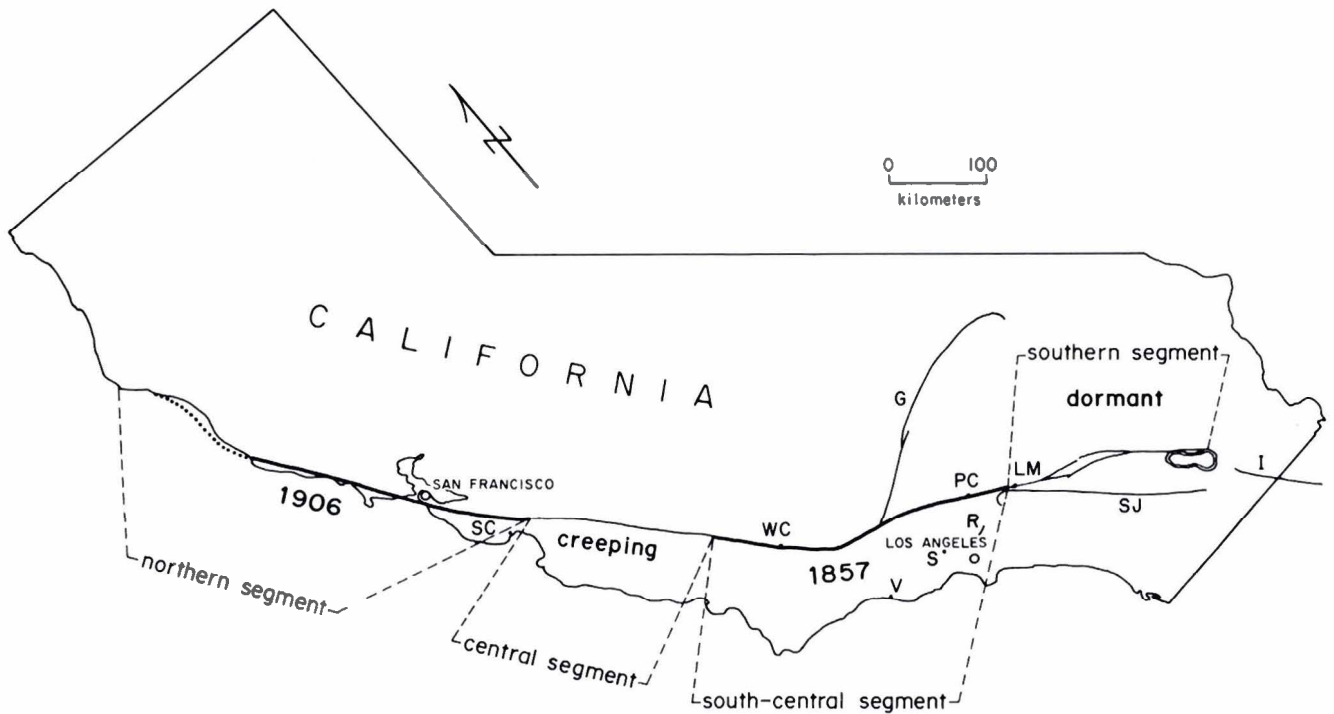 N
0 100
kilometers
CALIFORNIA
southern segment
dormant
G
I
PC
LM
SJ
SAN FRANCISCO
1906
SC
creeping
WC
R
LOS ANGELES
S
1857
V
northern segment
central segment
south-central segment